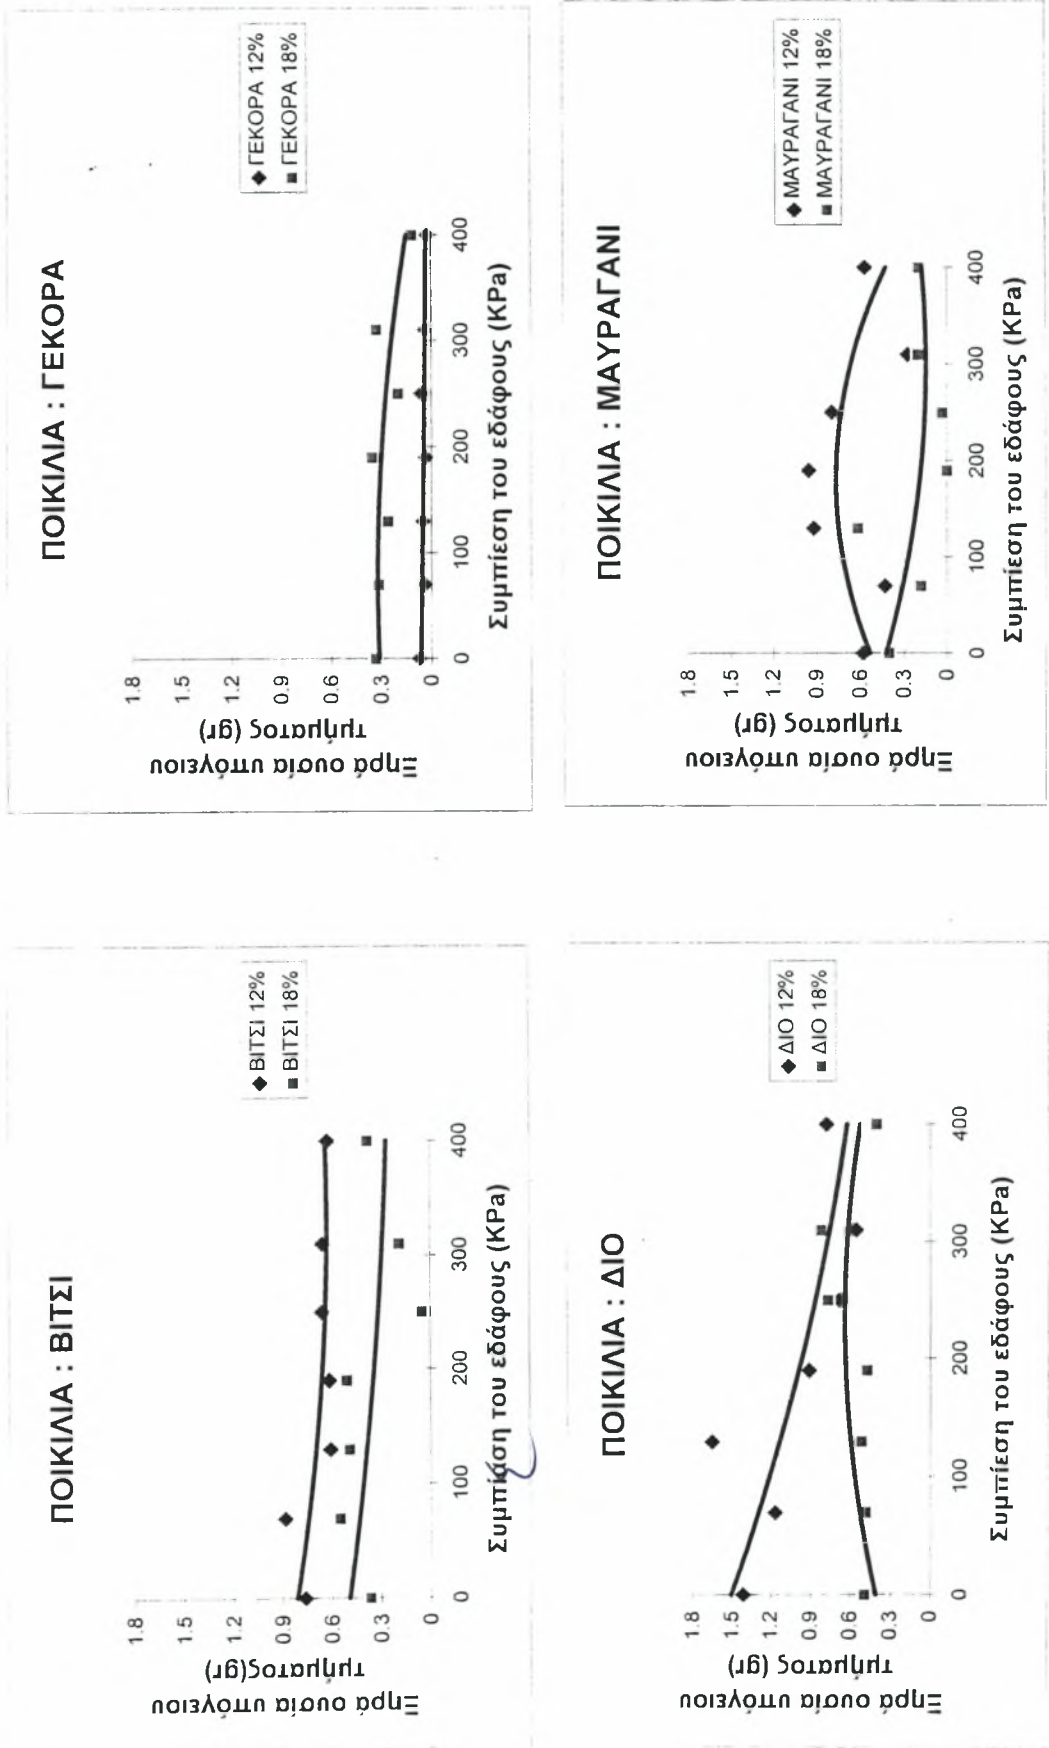 ΠΟΙΚΙΛΙΑ : ΒΙΤΣΙ
Ξηρά ουσία υπόγειου
τμήματος(gr)
1.8
1.5
1.2
0.9
0.6
0.3
0
0 100 200 300 400
Συμπίαση του εδάφους (KPa)
ΒΙΤΣΙ 12%
ΒΙΤΣΙ 18%
ΠΟΙΚΙΛΙΑ : ΓΕΚΟΡΑ
Ξηρά ουσία υπόγειου
τμήματος (gr)
1.8
1.5
1.2
0.9
0.6
0.3
0
0 100 200 300 400
Συμπίεση του εδάφους (KPa)
ΓΕΚΟΡΑ 12%
ΓΕΚΟΡΑ 18%
ΠΟΙΚΙΛΙΑ : ΔΙΟ
Ξηρά ουσία υπόγειου
τμήματος (gr)
1.8
1.5
1.2
0.9
0.6
0.3
0
0 100 200 300 400
Συμπίεση του εδάφους (KPa)
ΔΙΟ 12%
ΔΙΟ 18%
ΠΟΙΚΙΛΙΑ : ΜΑΥΡΑΓΑΝΙ
Ξηρά ουσία υπόγειου
τμήματος (gr)
1.8
1.5
1.2
0.9
0.6
0.3
0
0 100 200 300 400
Συμπίεση του εδάφους (KPa)
ΜΑΥΡΑΓΑΝΙ 12%
ΜΑΥΡΑΓΑΝΙ 18%